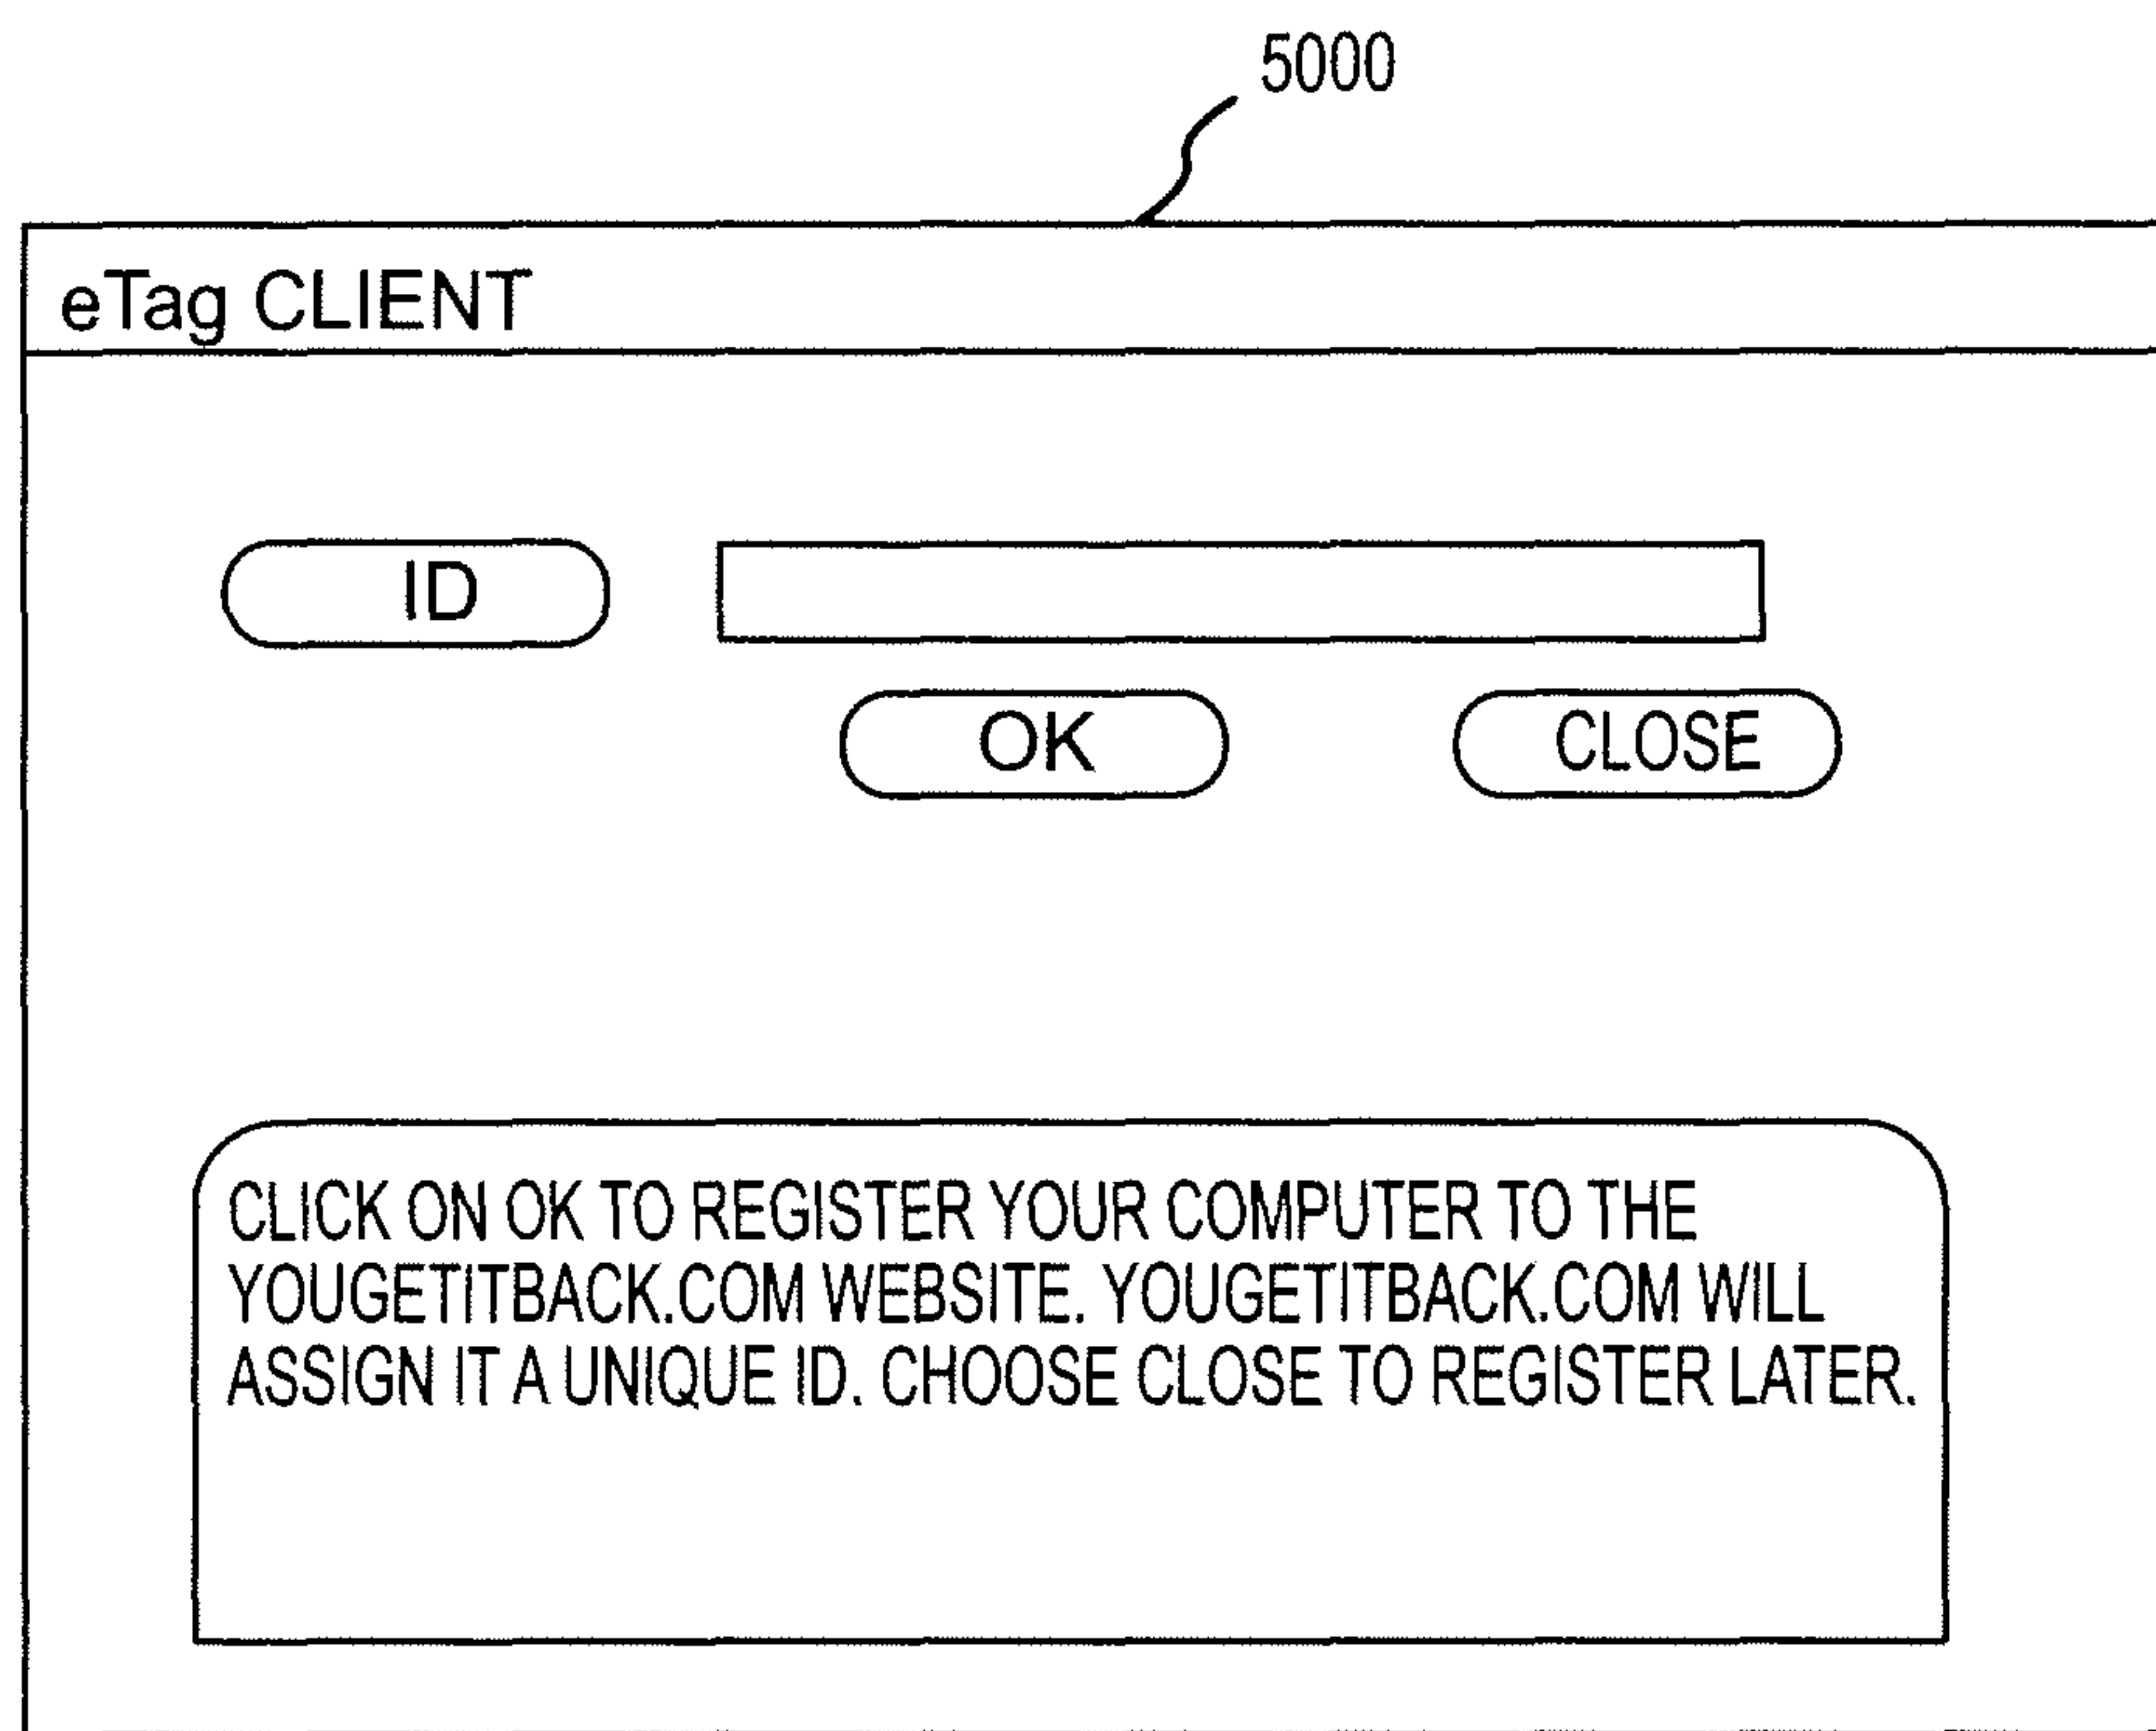 5000
eTag CLIENT
ID
OK CLOSE
CLICK ON OK TO REGISTER YOUR COMPUTER TO THE
YOUGETITBACK.COM WEBSITE. YOUGETITBACK.COM WILL
ASSIGN IT A UNIQUE ID. CHOOSE CLOSE TO REGISTER LATER.